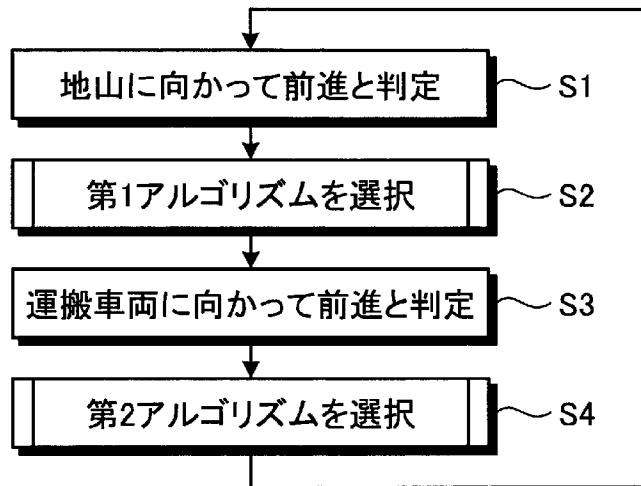 地山に向かって前進と判定 S1
第1アルゴリズムを選択 S2
運搬車両に向かって前進と判定 S3
第2アルゴリズムを選択 S4